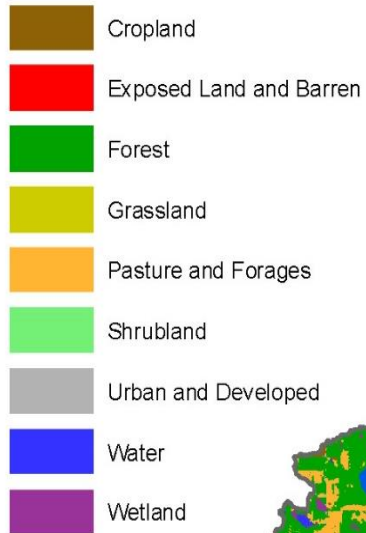 Cropland
Exposed Land and Barren
Forest
Grassland
Pasture and Forages
Shrubland
Urban and Developed
Water
Wetland